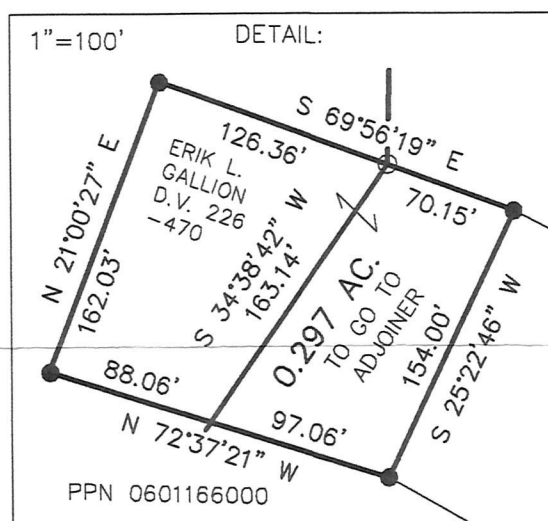 1"=100'
DETAIL:
S 69°56'19" E
126.36'
70.15'
ERIK L.
GALLION
D.V. 226
-470
N 21°00'27" E
162.03'
S 34°38'42" W
163.14'
0.297 AC.
TO GO TO
ADJOINER
154.00'
S 25°22'46" W
88.06'
97.06'
N 72°37'21" W
PPN 0601166000